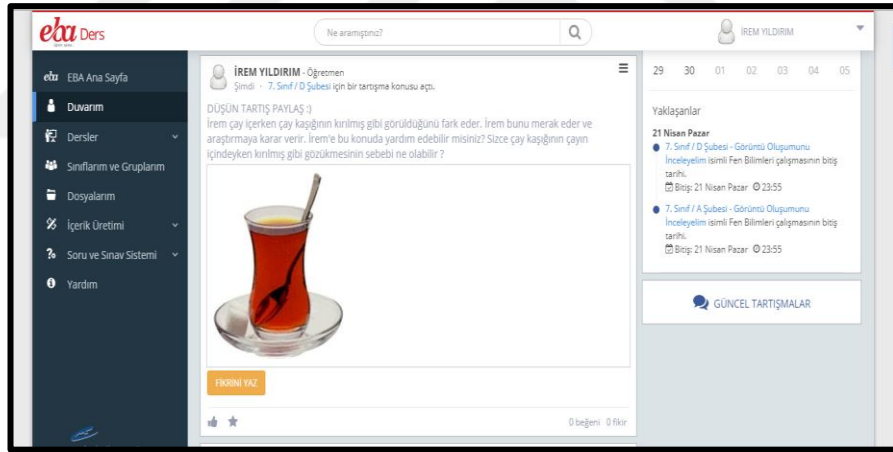 eba Ders
Ne aramıştınız?
İREM YILDIRIM
eba EBA Ana Sayfa
Duvarım
Dersler
Sınıflarım ve Gruplarım
Dosyalarım
İçerik Üretimi
Soru ve Sınav Sistemi
Yardım
İREM YILDIRIM - Öğretmen
Şimdi · 7. Sınıf / D Şubesi için bir tartışma konusu açtı.
DÜŞÜN TARTIŞ PAYLAŞ :)
İrem çay içerken çay kaşığının kırılmış gibi görüldüğünü fark eder. İrem bunu merak eder ve
araştırmaya karar verir. İrem'e bu konuda yardım edebilir misiniz? Sizce çay kaşığının çayın
içindeyken kırılmış gibi gözükmesinin sebebi ne olabilir ?
FİKRİNİ YAZ
0 beğeni 0 fikir
29 30 01 02 03 04 05
Yaklaşanlar
21 Nisan Pazar
7. Sınıf / D Şubesi - Görüntü Oluşumunu
İnceleyelim isimli Fen Bilimleri çalışmasının bitiş
tarihi.
Bitiş: 21 Nisan Pazar 23:55
7. Sınıf / A Şubesi - Görüntü Oluşumunu
İnceleyelim isimli Fen Bilimleri çalışmasının bitiş
tarihi.
Bitiş: 21 Nisan Pazar 23:55
GÜNCEL TARTIŞMALAR